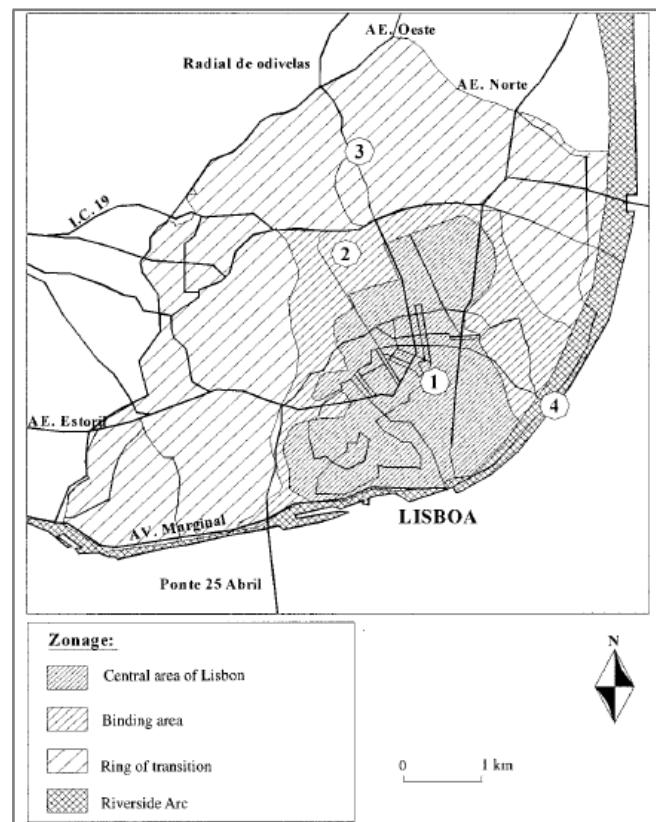 AE. Oeste
Radial de odivelas
AE. Norte
3
I.C. 19
2
1
4
AE. Estoril
LISBOA
AV. Marginal
Ponte 25 Abril
Zonage:
Central area of Lisbon
Binding area
Ring of transition
Riverside Arc
N
0 1 km